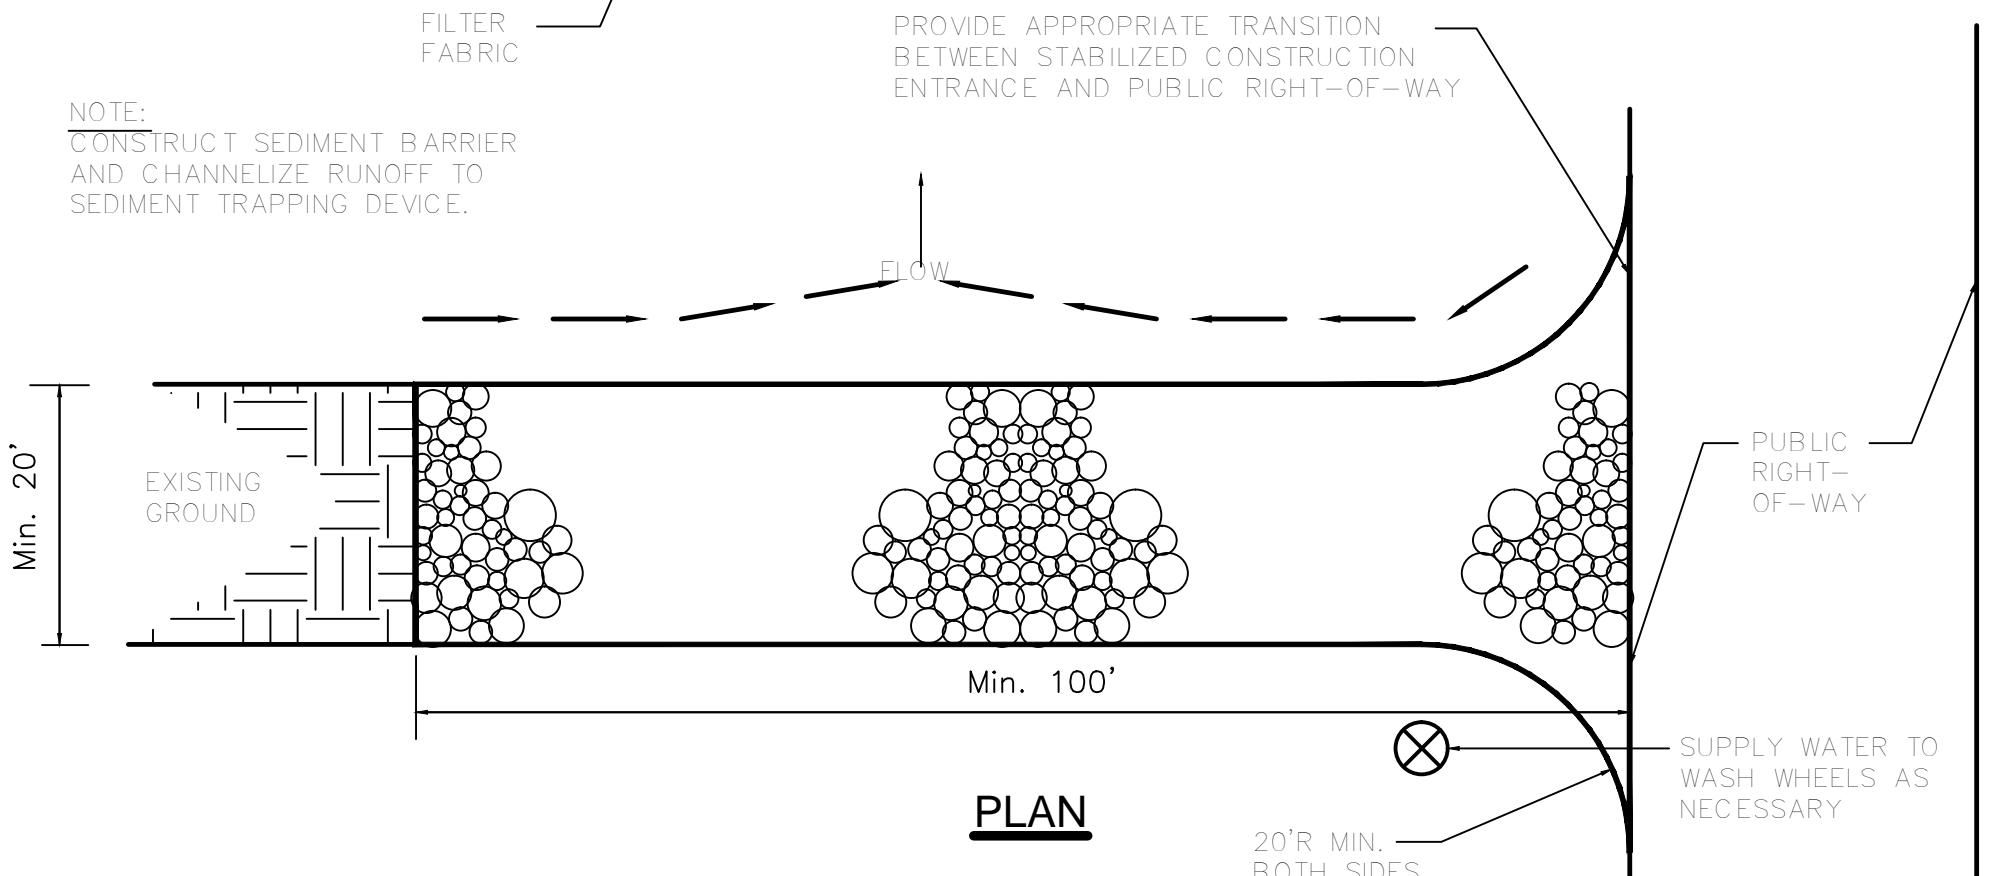 FILTER
FABRIC
PROVIDE APPROPRIATE TRANSITION
BETWEEN STABILIZED CONSTRUCTION
ENTRANCE AND PUBLIC RIGHT-OF-WAY
NOTE:
CONSTRUCT SEDIMENT BARRIER
AND CHANNELIZE RUNOFF TO
SEDIMENT TRAPPING DEVICE.
FLOW
Min. 20'
EXISTING
GROUND
PUBLIC
RIGHT-
OF-WAY
Min. 100'
SUPPLY WATER TO
WASH WHEELS AS
NECESSARY
PLAN
20'R MIN.
BOTH SIDES